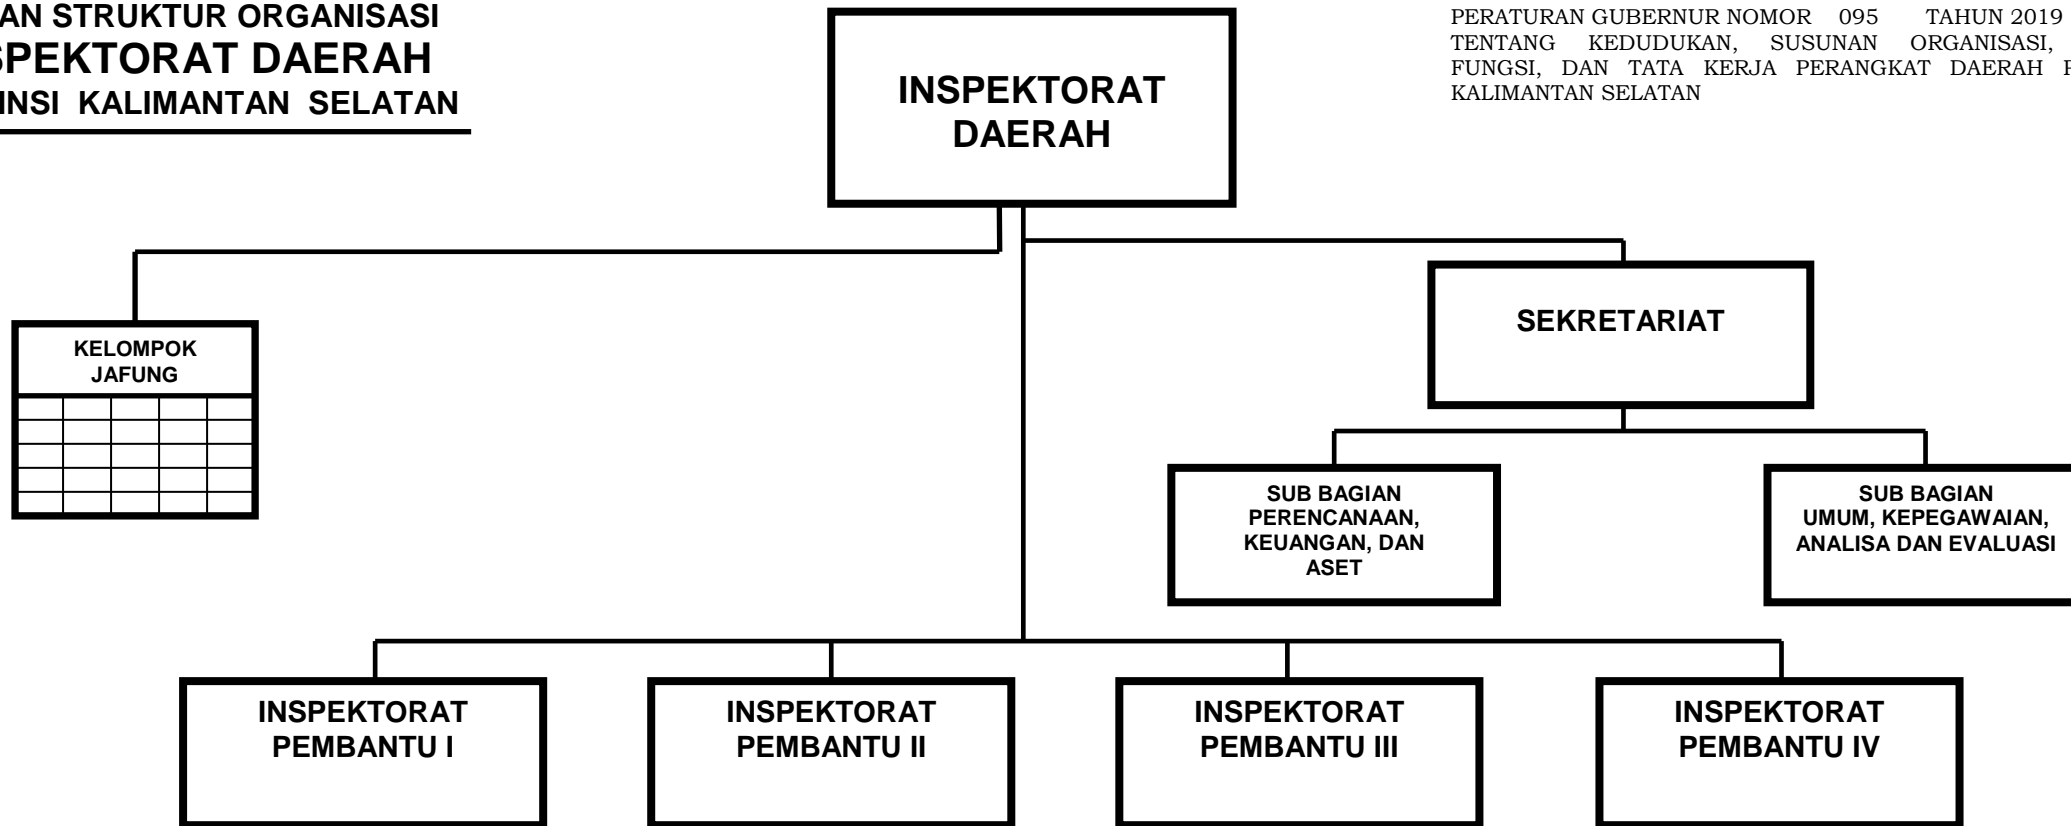 AN STRUKTUR ORGANISASI
SPEKTORAT DAERAH
INSI KALIMANTAN SELATAN
PERATURAN GUBERNUR NOMOR 095 TAHUN 2019
TENTANG KEDUDUKAN, SUSUNAN ORGANISASI,
FUNGSI, DAN TATA KERJA PERANGKAT DAERAH P
KALIMANTAN SELATAN
INSPEKTORAT
DAERAH
SEKRETARIAT
KELOMPOK
JAFUNG
SUB BAGIAN
PERENCANAAN,
KEUANGAN, DAN
ASET
SUB BAGIAN
UMUM, KEPEGAWAIAN,
ANALISA DAN EVALUASI
INSPEKTORAT
PEMBANTU I
INSPEKTORAT
PEMBANTU II
INSPEKTORAT
PEMBANTU III
INSPEKTORAT
PEMBANTU IV